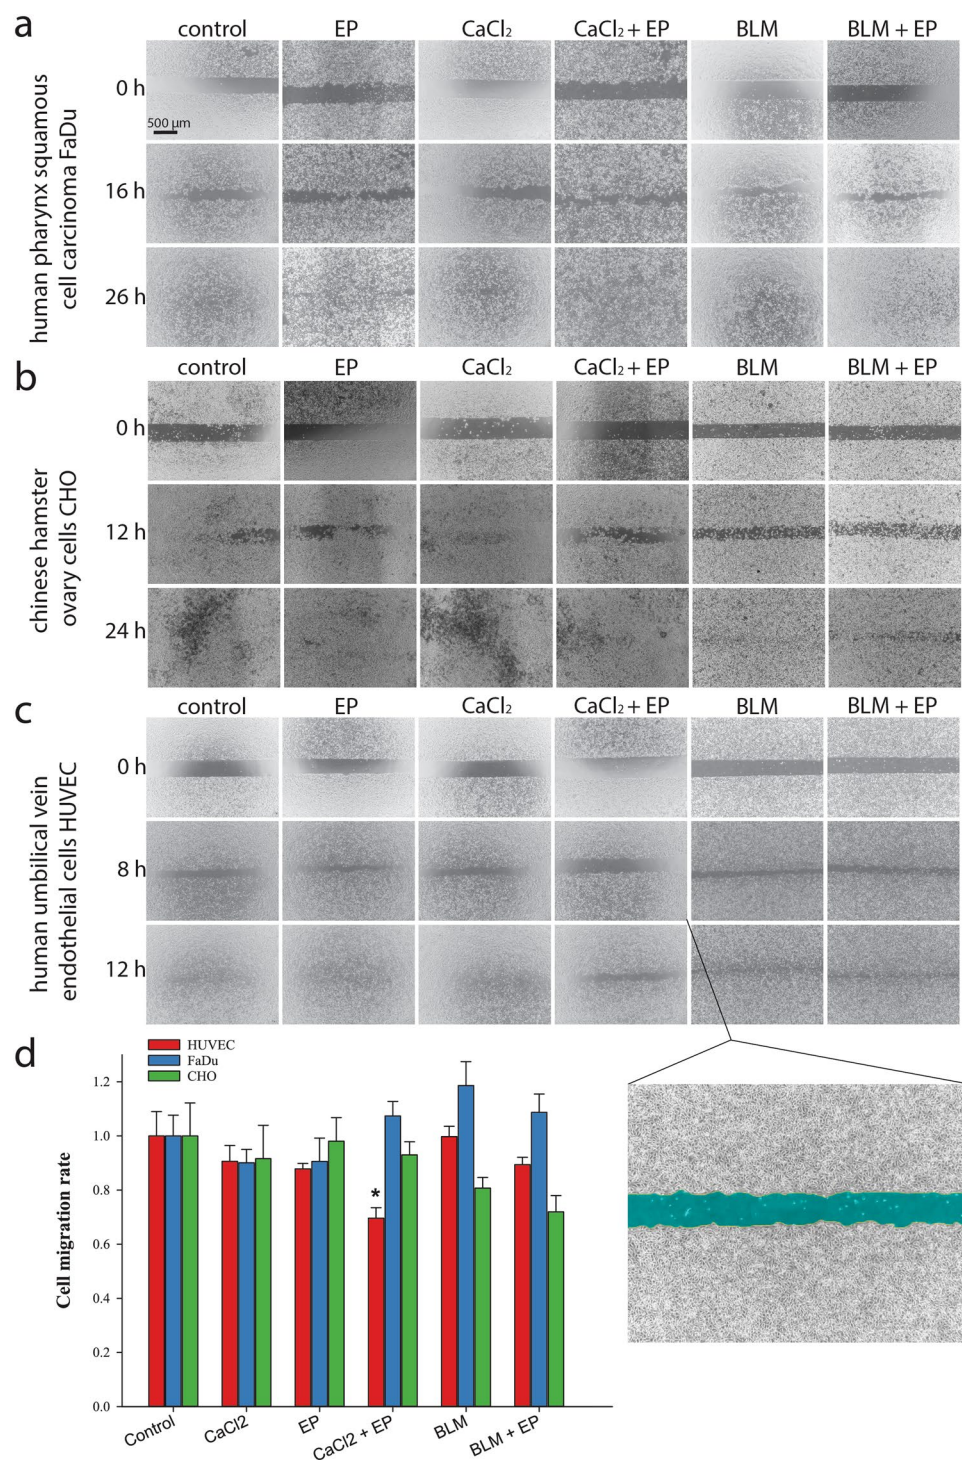 a
control EP CaCl₂ CaCl₂ + EP BLM BLM + EP
human pharynx squamous
cell carcinoma FaDu
0 h
500 µm
16 h
26 h
b
control EP CaCl₂ CaCl₂ + EP BLM BLM + EP
chinese hamster
ovary cells CHO
0 h
12 h
24 h
c
control EP CaCl₂ CaCl₂ + EP BLM BLM + EP
human umbilical vein
endothelial cells HUVEC
0 h
8 h
12 h
d
HUVEC
FaDu
CHO
Cell migration rate
1.2
1.0
0.8
0.6
0.4
0.2
0.0
*
Control CaCl2 EP CaCl2 + EP BLM BLM + EP